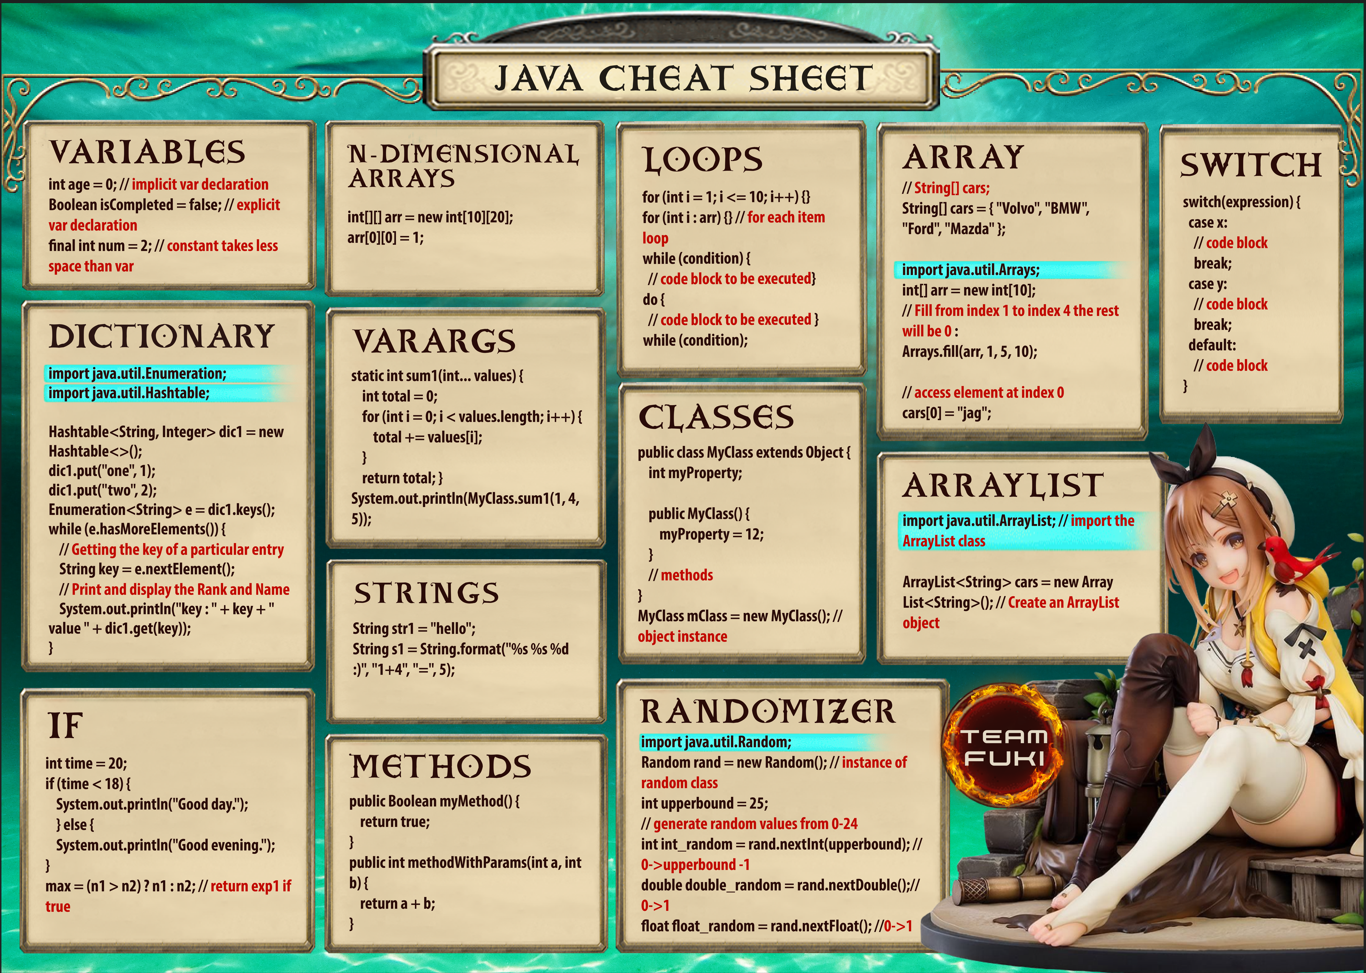 JAVA CHEAT SHEET
VARIABLES
int age = 0; // implicit var declaration
Boolean isCompleted = false; // explicit
var declaration
final int num = 2; // constant takes less
space than var
N-DIMENSIONAL
ARRAYS
int[][] arr = new int[10][20];
arr[0][0] = 1;
LOOPS
for (int i = 1; i <= 10; i++) {}
for (int i : arr) {} // for each item
loop
while (condition) {
// code block to be executed}
do {
// code block to be executed }
while (condition);
ARRAY
// String[] cars;
String[] cars = { "Volvo", "BMW",
"Ford", "Mazda" };
import java.util.Arrays;
int[] arr = new int[10];
// Fill from index 1 to index 4 the rest
will be 0 :
Arrays.fill(arr, 1, 5, 10);
// access element at index 0
cars[0] = "jag";
SWITCH
switch(expression) {
case x:
// code block
break;
case y:
// code block
break;
default:
// code block
}
DICTIONARY
import java.util.Enumeration;
import java.util.Hashtable;
Hashtable<String, Integer> dic1 = new
Hashtable<>();
dic1.put("one", 1);
dic1.put("two", 2);
Enumeration<String> e = dic1.keys();
while (e.hasMoreElements()) {
// Getting the key of a particular entry
String key = e.nextElement();
// Print and display the Rank and Name
System.out.println("key : " + key + "
value " + dic1.get(key));
}
VARARGS
static int sum1(int... values) {
int total = 0;
for (int i = 0; i < values.length; i++) {
total += values[i];
}
return total; }
System.out.println(MyClass.sum1(1, 4,
5));
CLASSES
public class MyClass extends Object {
int myProperty;
public MyClass() {
myProperty = 12;
}
// methods
}
MyClass mClass = new MyClass(); //
object instance
ARRAYLIST
import java.util.ArrayList; // import the
ArrayList class
ArrayList<String> cars = new Array
List<String>(); // Create an ArrayList
object
STRINGS
String str1 = "hello";
String s1 = String.format("%s %s %d
:)", "1+4", "=", 5);
IF
int time = 20;
if (time < 18) {
System.out.println("Good day.");
} else {
System.out.println("Good evening.");
}
max = (n1 > n2) ? n1 : n2; // return exp1 if
true
METHODS
public Boolean myMethod() {
return true;
}
public int methodWithParams(int a, int
b) {
return a + b;
}
RANDOMIZER
import java.util.Random;
Random rand = new Random(); // instance of
random class
int upperbound = 25;
// generate random values from 0-24
int int_random = rand.nextInt(upperbound); //
0->upperbound -1
double double_random = rand.nextDouble();//
0->1
float float_random = rand.nextFloat(); //0->1
TEAM
FUKI